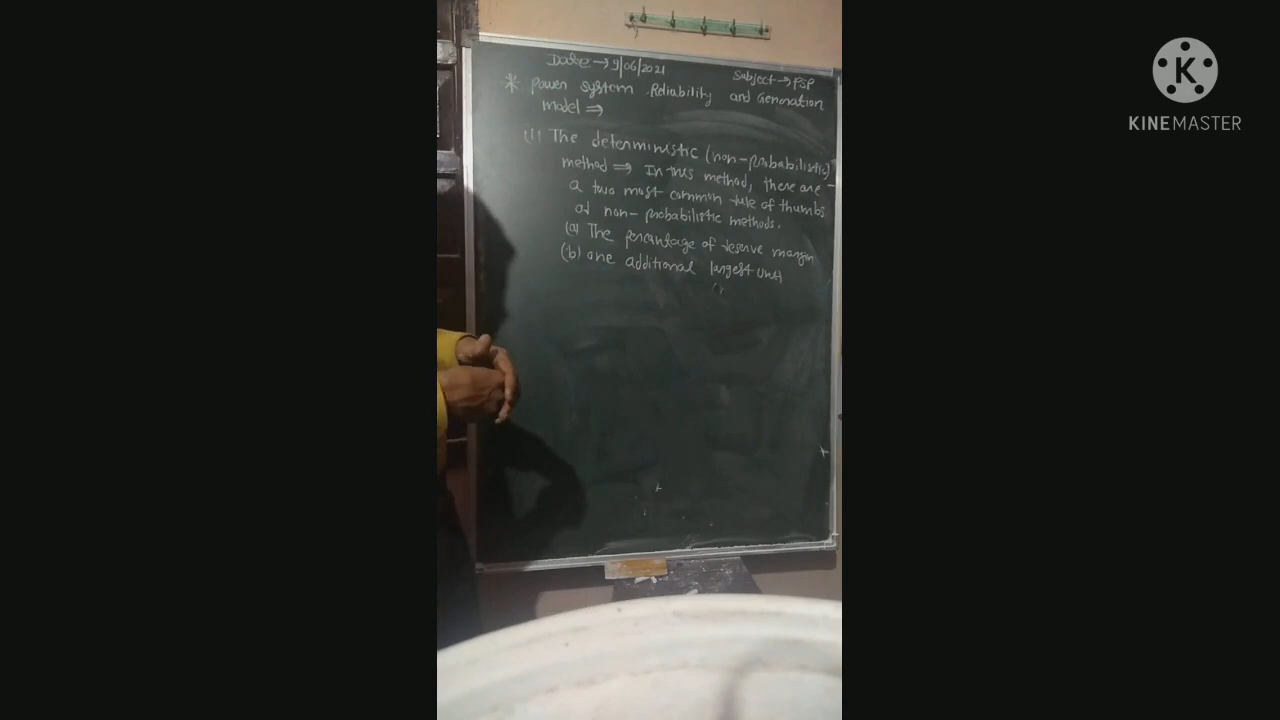 Date → 9/06/2021
Subject → PSP
* Power system Reliability and Generation
model ⇒
(1) The deterministic (non-probabilistic)
method ⇒ In this method, there are -
a two most common rule of thumbs
of non-probabilistic methods.
(a) The percentage of reserve margin
(b) one additional largest unit
K
KINEMASTER